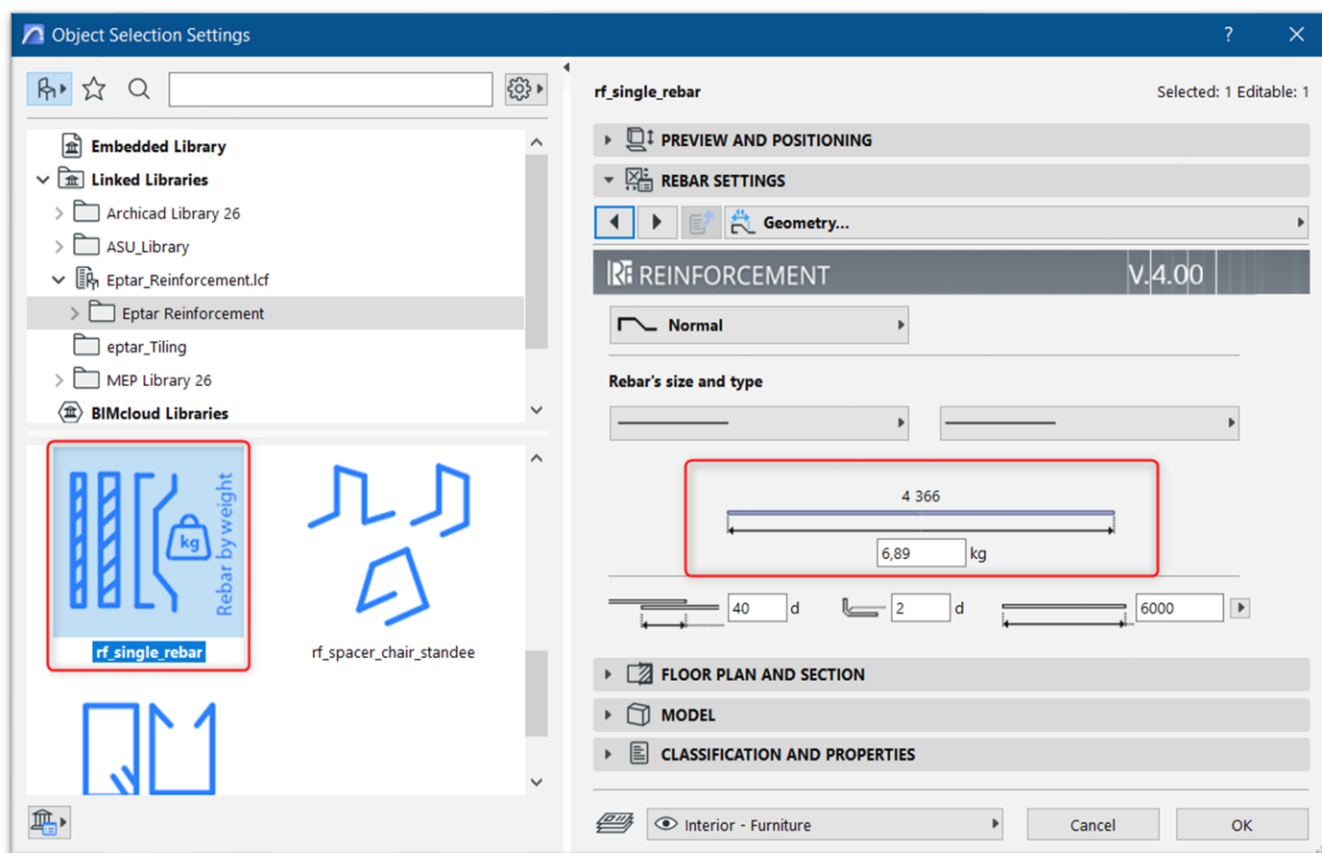 Object Selection Settings
?
Embedded Library
Linked Libraries
Archicad Library 26
ASU_Library
Eptar_Reinforcement.lcf
Eptar Reinforcement
eptar_Tiling
MEP Library 26
BIMcloud Libraries
kg
Rebar by weight
rf_single_rebar
rf_spacer_chair_standee
rf_single_rebar
Selected: 1 Editable: 1
PREVIEW AND POSITIONING
REBAR SETTINGS
Geometry...
RF REINFORCEMENT V.4.00
Normal
Rebar's size and type
4 366
6,89 kg
40 d 2 d 6000
FLOOR PLAN AND SECTION
MODEL
CLASSIFICATION AND PROPERTIES
Interior - Furniture
Cancel
OK